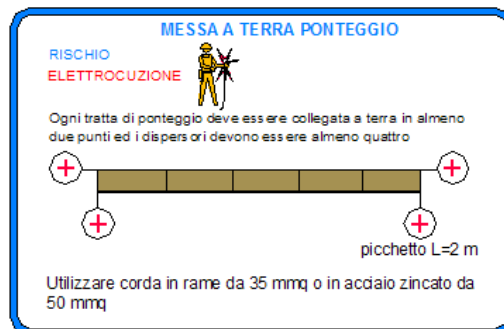 MESSA A TERRA PONTEGGIO
RISCHIO
ELETTROCUZIONE
Ogni tratta di ponteggio deve essere collegata a terra in almeno
due punti ed i dispersori devono essere almeno quattro
picchetto L=2 m
Utilizzare corda in rame da 35 mmq o in acciaio zincato da
50 mmq